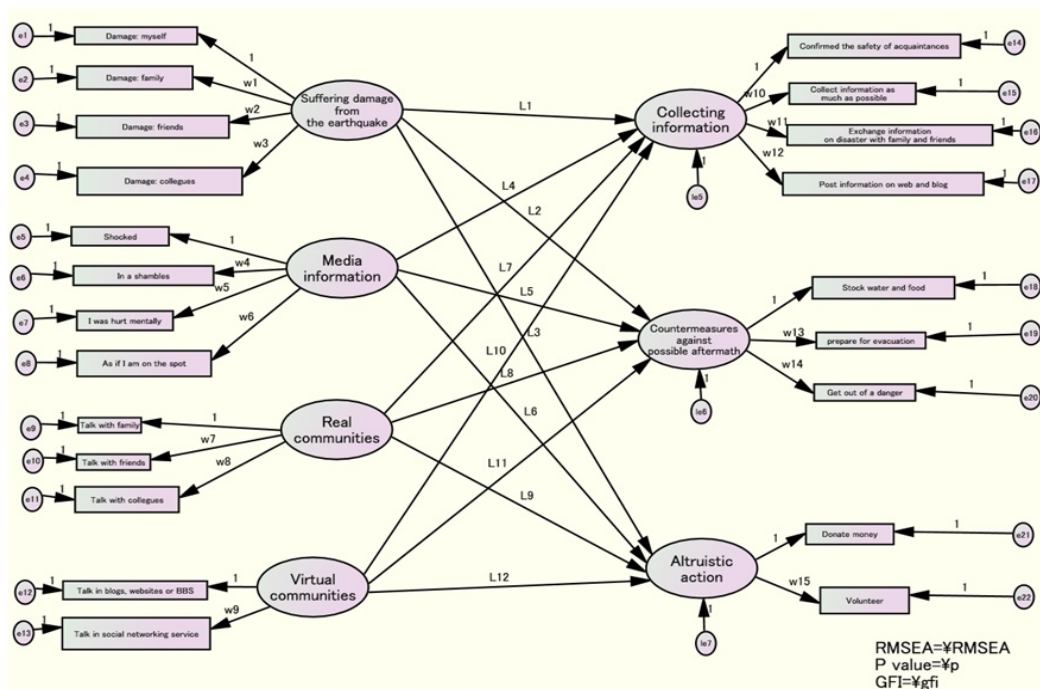 e1
1
Damage: myself
e2
1
Damage: family
e3
1
Damage: friends
e4
1
Damage: collegues
1
w1
w2
w3
Suffering damage
from
the earthquake
e5
1
Shocked
e6
1
In a shambles
e7
1
I was hurt mentally
e8
1
As if I am on the spot
1
w4
w5
w6
Media
information
e9
1
Talk with family
e10
1
Talk with friends
e11
1
Talk with collegues
1
w7
w8
Real
communities
e12
1
Talk in blogs, websites or BBS
e13
1
Talk in social networking service
1
w9
Virtual
communities
L1
L4
L2
L7
L5
L3
L10
L8
L6
L11
L9
L12
Collecting
information
1
le5
1
w10
w11
w12
Confirmed the safety of acquaintances
1
e14
Collect information as
much as possible
1
e15
Exchange information
on disaster with family and friends
1
e16
Post information on web and blog
1
e17
Countermeasures
against
possible aftermath
1
le6
1
w13
w14
Stock water and food
1
e18
prepare for evacuation
1
e19
Get out of a danger
1
e20
Altruistic
action
1
le7
1
w15
Donate money
1
e21
Volunteer
1
e22
RMSEA=¥RMSEA
P value=¥p
GFI=¥gfi